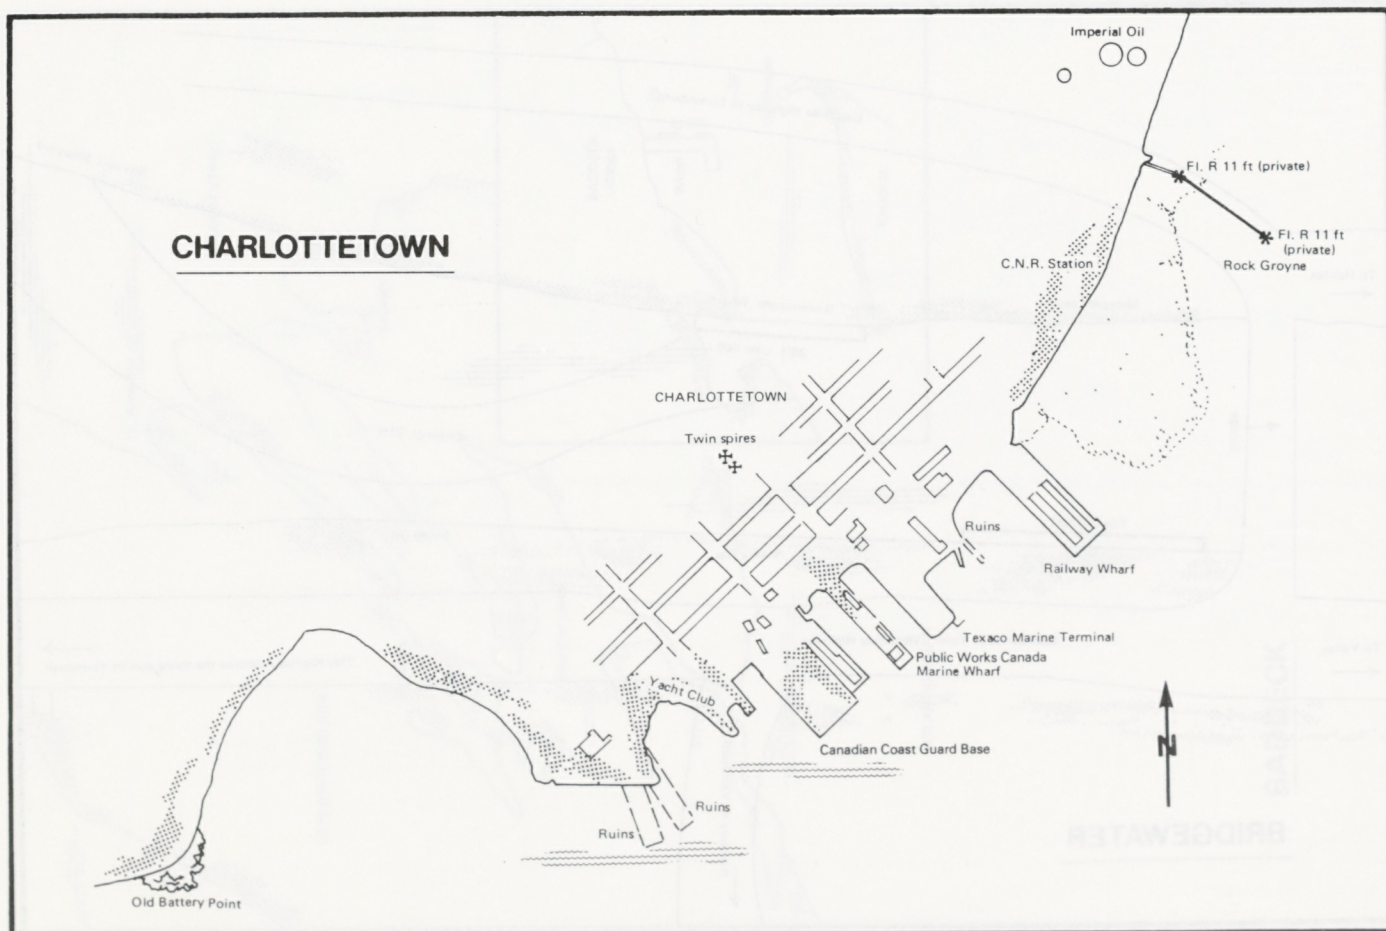 Imperial Oil
Fl. R 11 ft (private)
CHARLOTTETOWN
Fl. R 11 ft
(private)
C.N.R. Station
Rock Groyne
CHARLOTTETOWN
Twin spires
Ruins
Railway Wharf
Texaco Marine Terminal
Public Works Canada
Marine Wharf
Yacht Club
Canadian Coast Guard Base
N
Ruins
Ruins
Old Battery Point
BADDECK
BRIDGEWATER